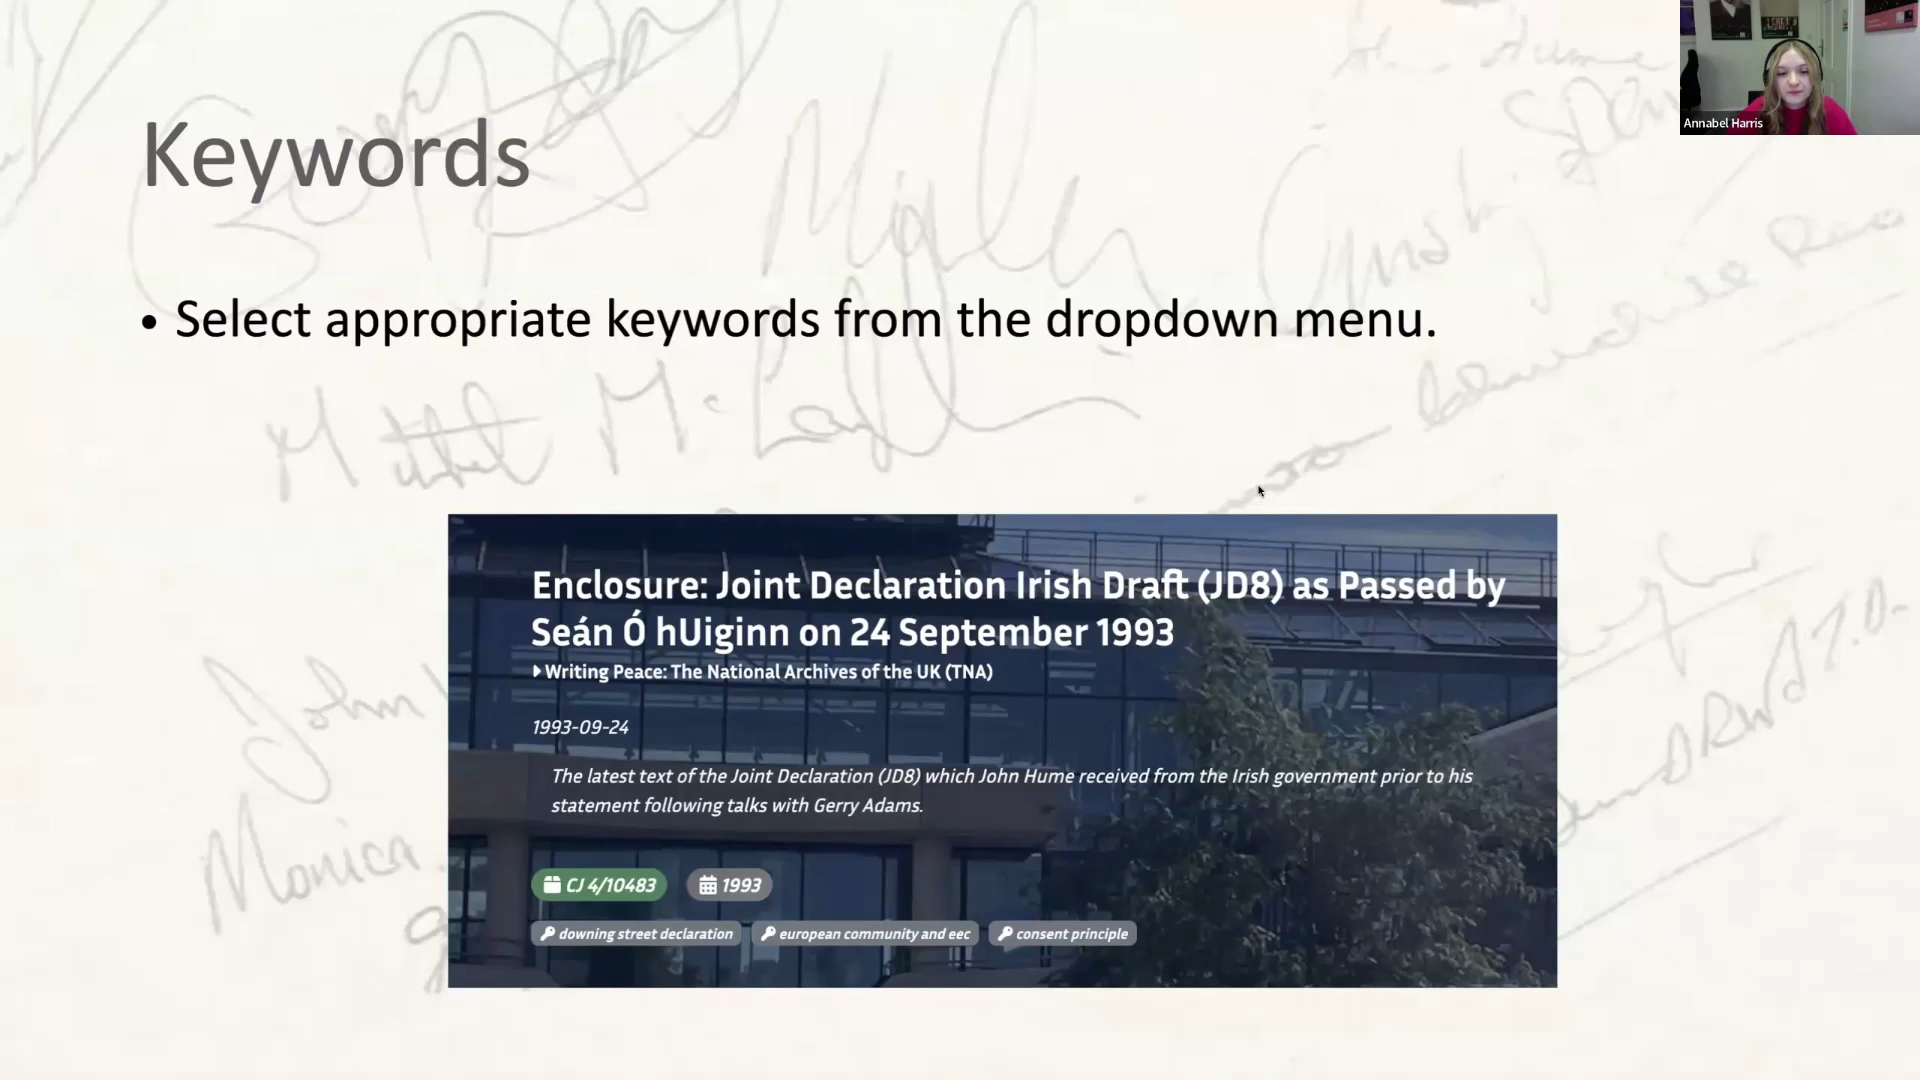 Keywords
Annabel Harris
• Select appropriate keywords from the dropdown menu.
Enclosure: Joint Declaration Irish Draft (JD8) as Passed by
Seán Ó hUiginn on 24 September 1993
Writing Peace: The National Archives of the UK (TNA)
1993-09-24
The latest text of the Joint Declaration (JD8) which John Hume received from the Irish government prior to his
statement following talks with Gerry Adams.
CJ 4/10483 1993
downing street declaration european community and eec consent principle
John
Monica